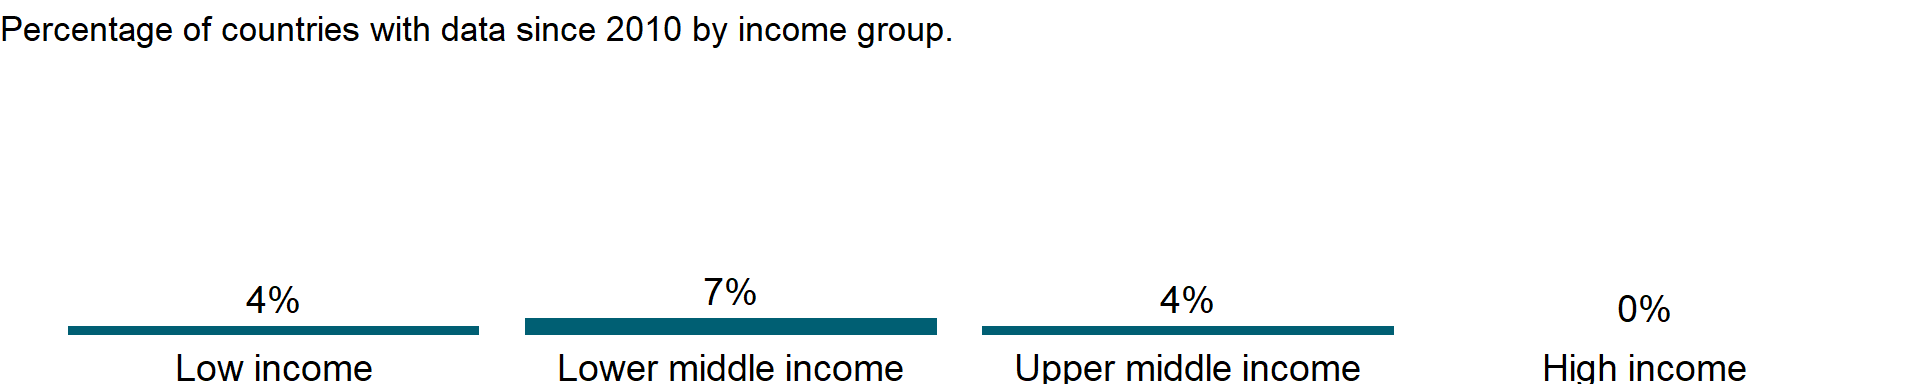 Percentage of countries with data since 2010 by income group.
4%
7%
4%
0%
Low income
Lower middle income
Upper middle income
High income